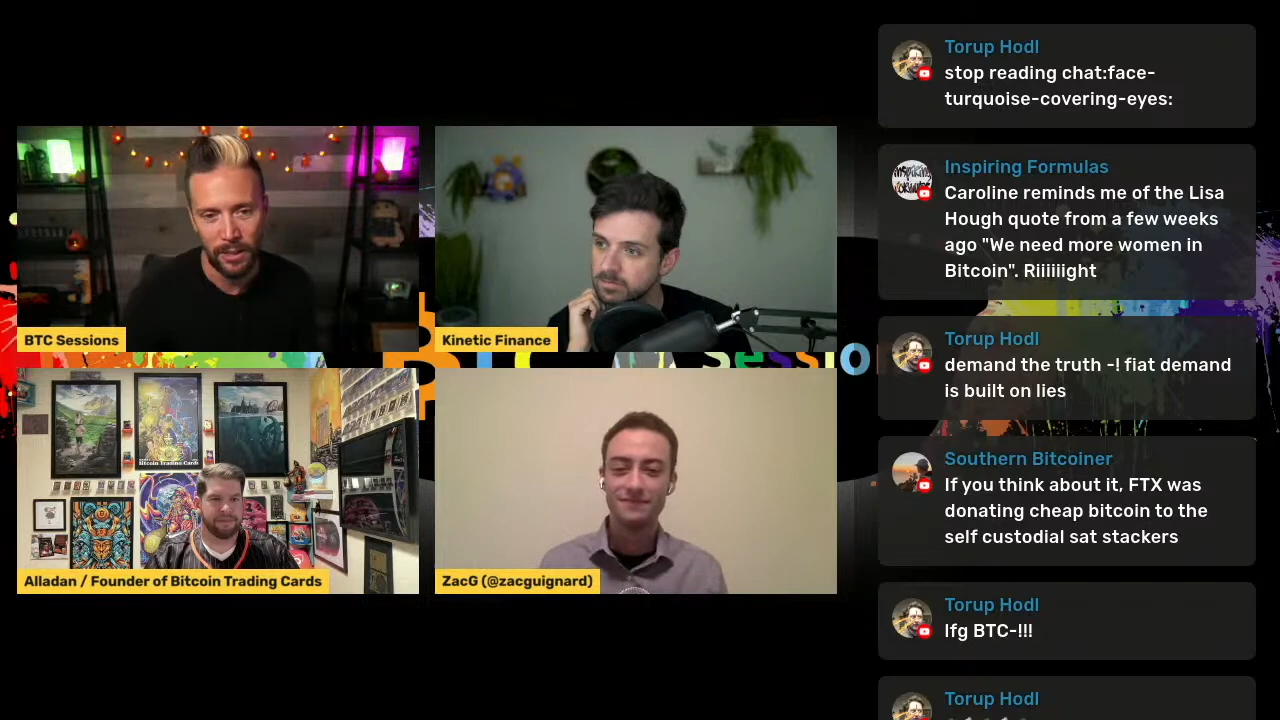 BTC Sessions
Kinetic Finance
Alladan / Founder of Bitcoin Trading Cards
ZacG (@zacguignard)
Bitcoin Trading Cards
Torup Hodl
stop reading chat:face-
turquoise-covering-eyes:
Inspiring Formulas
Caroline reminds me of the Lisa
Hough quote from a few weeks
ago "We need more women in
Bitcoin". Riiiiiight
Torup Hodl
demand the truth -! fiat demand
is built on lies
Southern Bitcoiner
If you think about it, FTX was
donating cheap bitcoin to the
self custodial sat stackers
Torup Hodl
lfg BTC-!!!
Torup Hodl